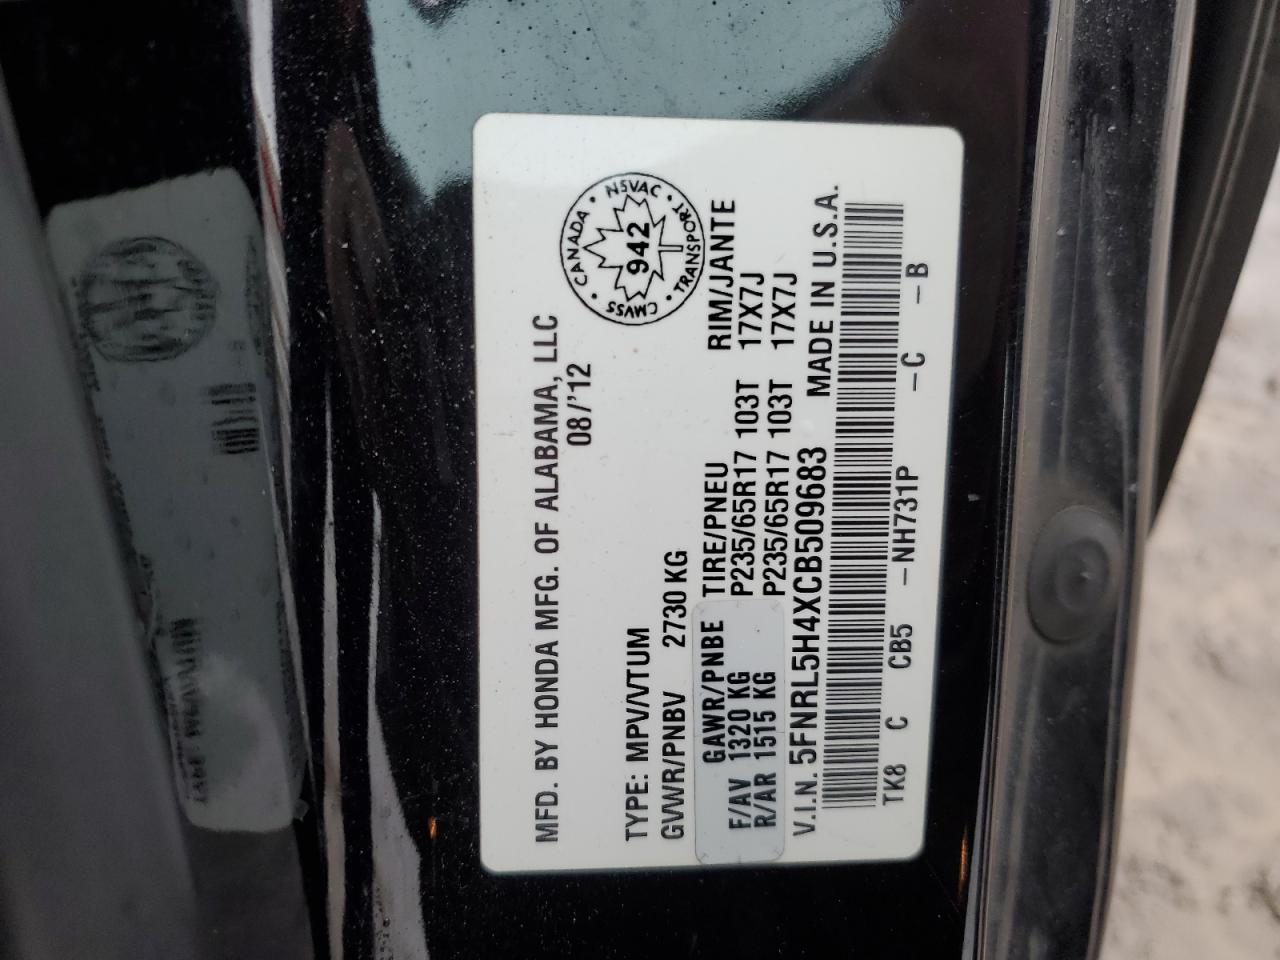 MFD. BY HONDA MFG. OF ALABAMA, LLC
08/'12
CANADA • NSVAC • TRANSPORT • CMVSS •
942
TYPE: MPV/VTUM
GVWR/PNBV 2730 KG
GAWR/PNBE TIRE/PNEU RIM/JANTE
F/AV 1320 KG P235/65R17 103T 17X7J
R/AR 1515 KG P235/65R17 103T 17X7J
V.I.N. 5FNRL5H4XCB509683 MADE IN U.S.A.
TK8 C CB5 -NH731P -C -B